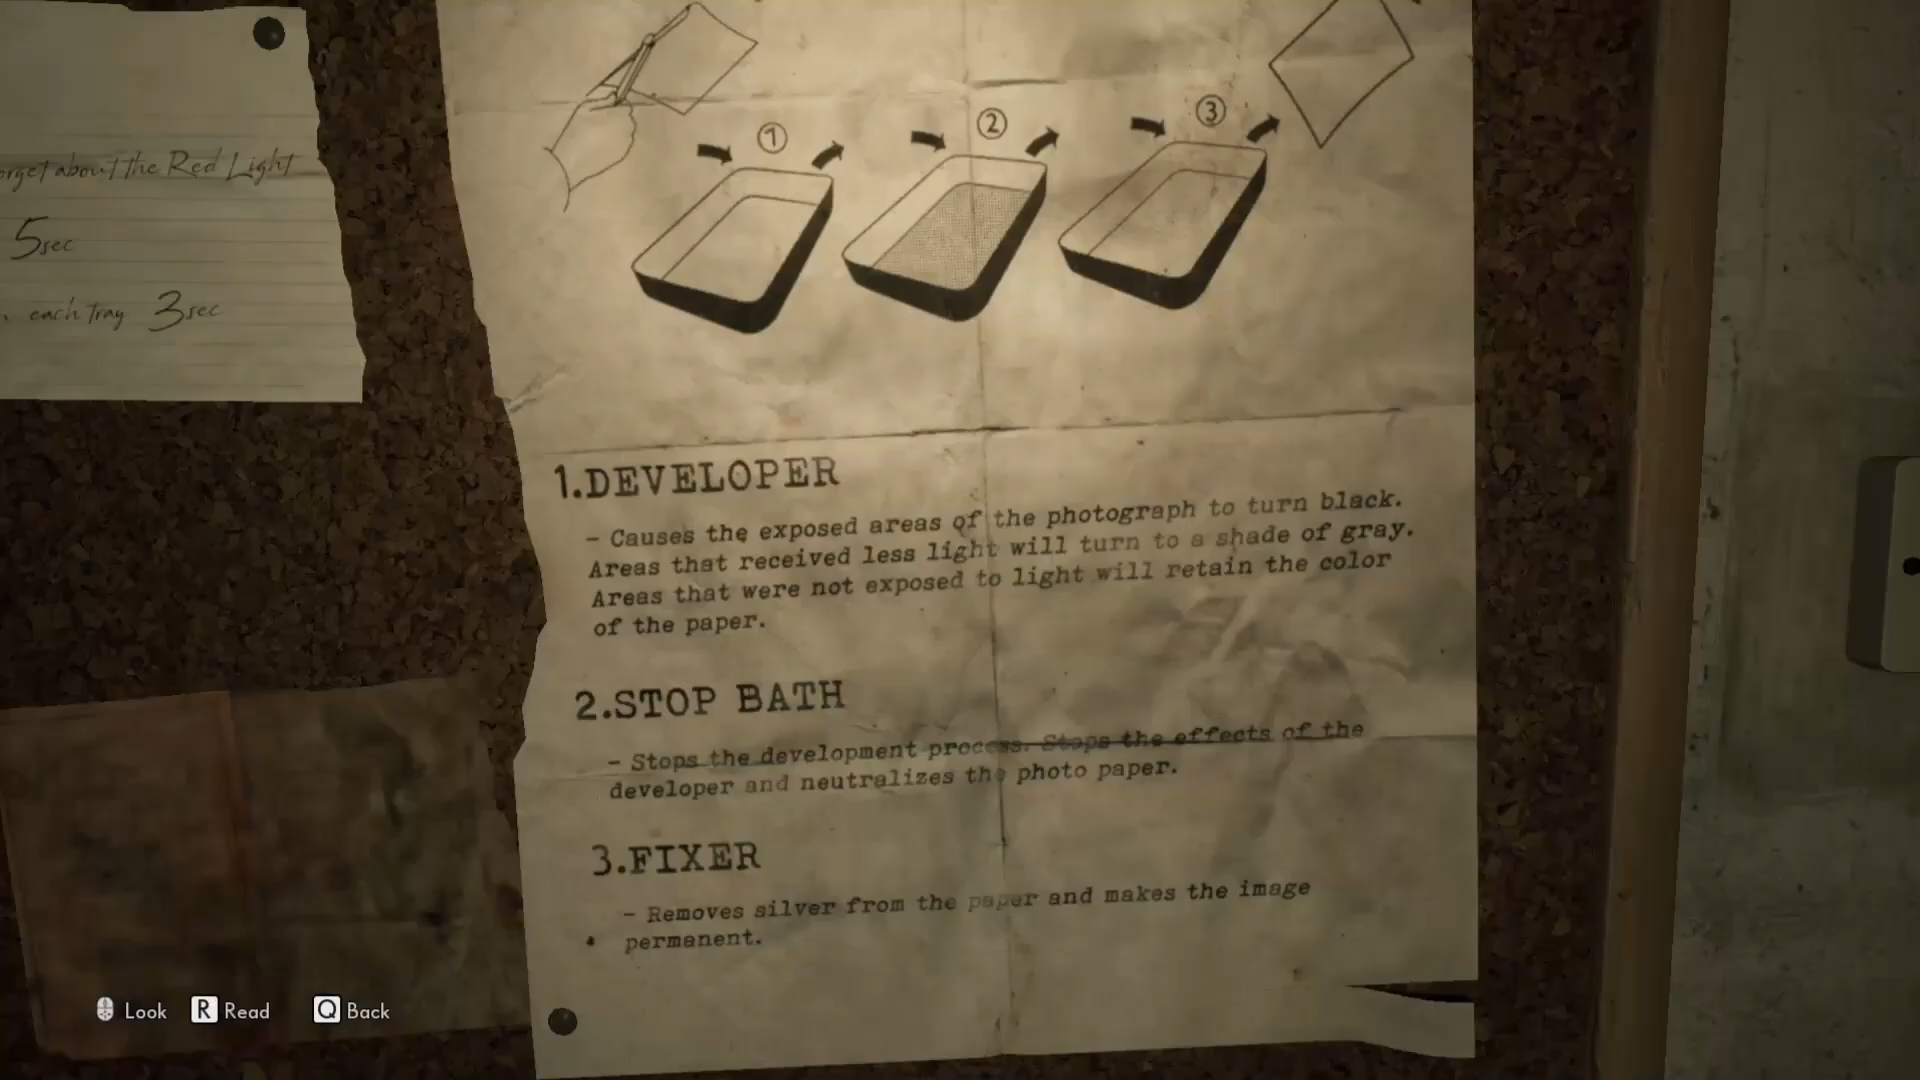 about the Red Light
5sec
each tray 3sec
1
2
3
1.DEVELOPER
- Causes the exposed areas of the photograph to turn black.
Areas that received less light will turn to a shade of gray.
Areas that were not exposed to light will retain the color
of the paper.
2.STOP BATH
- Stops the development process. Stops the effects of the
developer and neutralizes the photo paper.
3.FIXER
- Removes silver from the paper and makes the image
permanent.
Look R Read Q Back